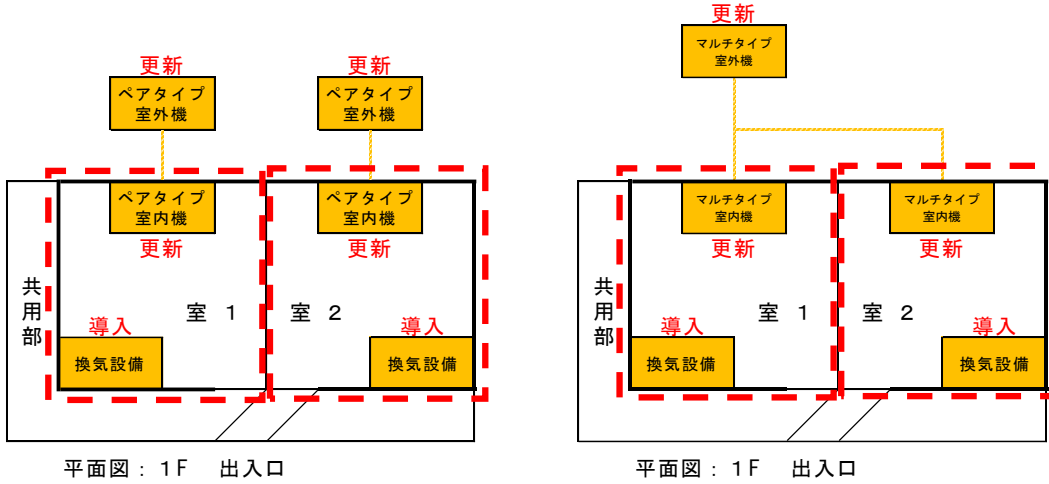 更新
更新
ペアタイプ
室外機
ペアタイプ
室外機
ペアタイプ
室内機
ペアタイプ
室内機
更新
更新
共用部
室 1
室 2
導入
導入
換気設備
換気設備
平面図：1F 出入口
更新
マルチタイプ
室外機
マルチタイプ
室内機
マルチタイプ
室内機
更新
更新
共用部
室 1
室 2
導入
導入
換気設備
換気設備
平面図：1F 出入口